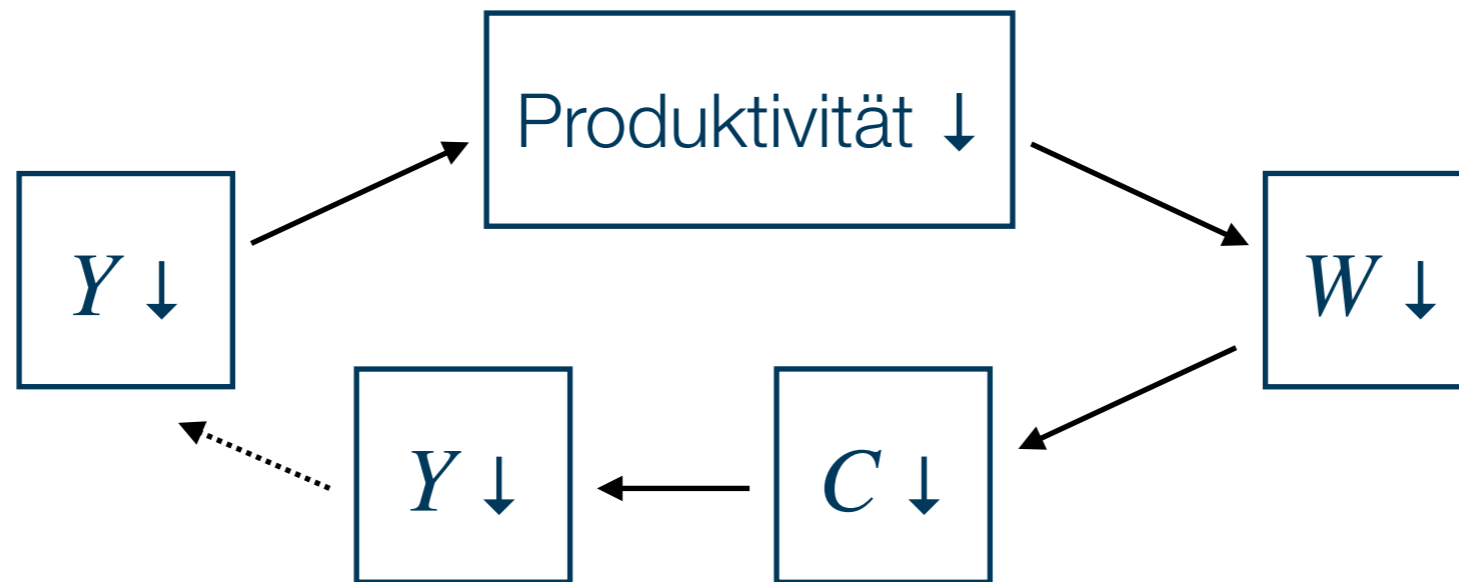 Produktivität ↓
Y ↓
W ↓
Y ↓
C ↓